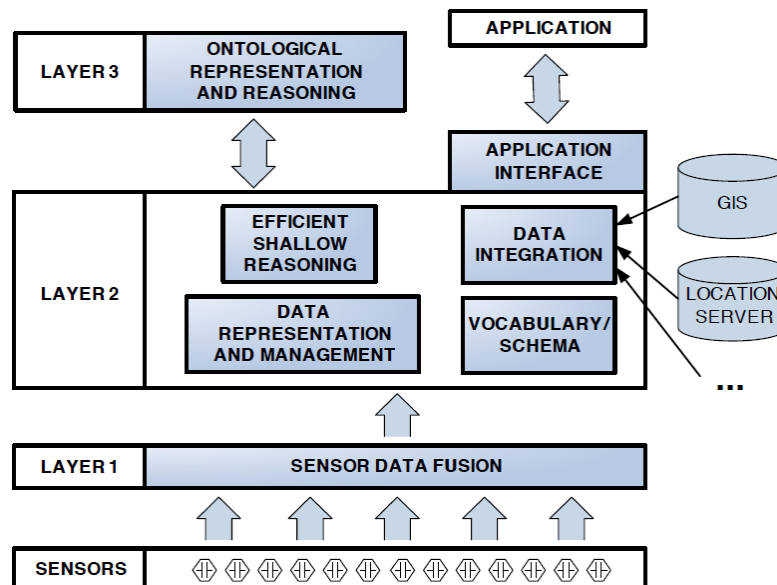 LAYER 3
ONTOLOGICAL
REPRESENTATION
AND REASONING
APPLICATION
APPLICATION
INTERFACE
LAYER 2
EFFICIENT
SHALLOW
REASONING
DATA
REPRESENTATION
AND MANAGEMENT
DATA
INTEGRATION
VOCABULARY/
SCHEMA
GIS
LOCATION
SERVER
...
LAYER 1
SENSOR DATA FUSION
SENSORS